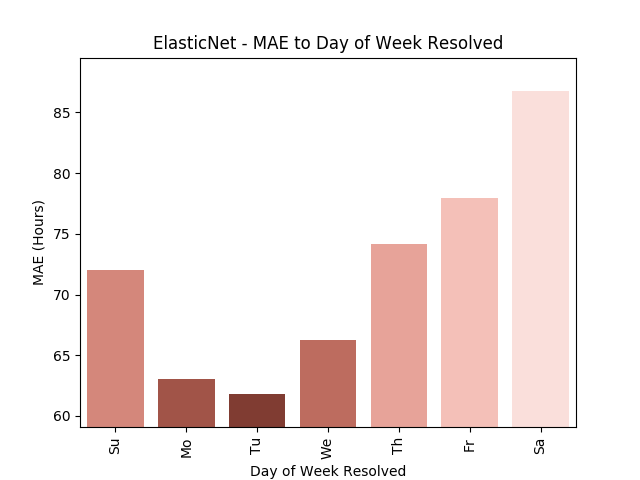 ElasticNet - MAE to Day of Week Resolved
85
80
75
70
65
60
MAE (Hours)
Su Mo Tu We Th Fr Sa
Day of Week Resolved